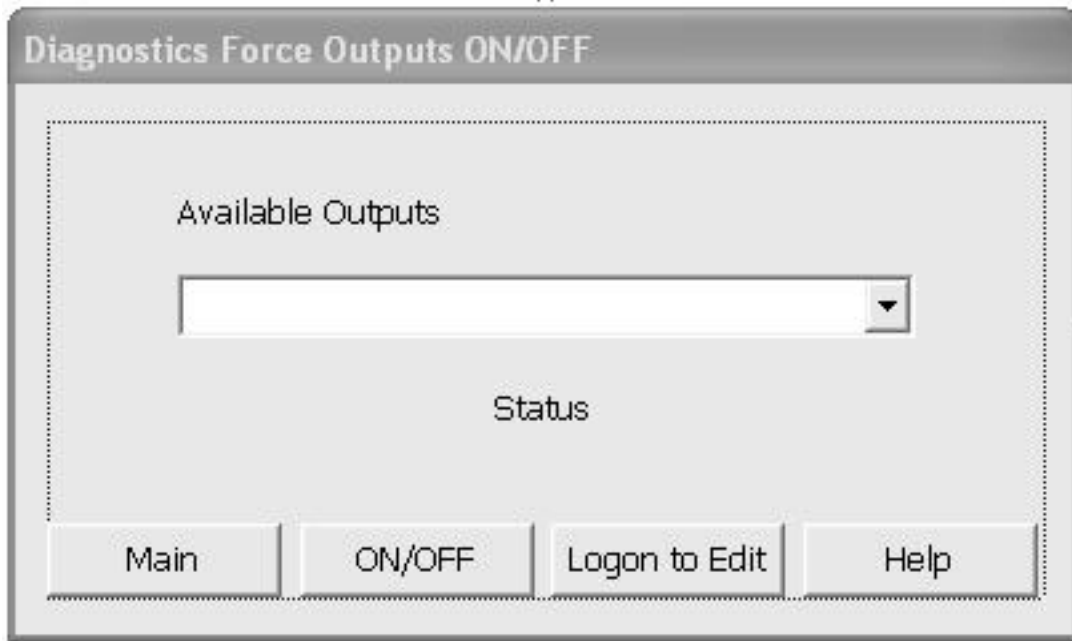 Diagnostics Force Outputs ON/OFF
Available Outputs
Status
Main ON/OFF Logon to Edit Help